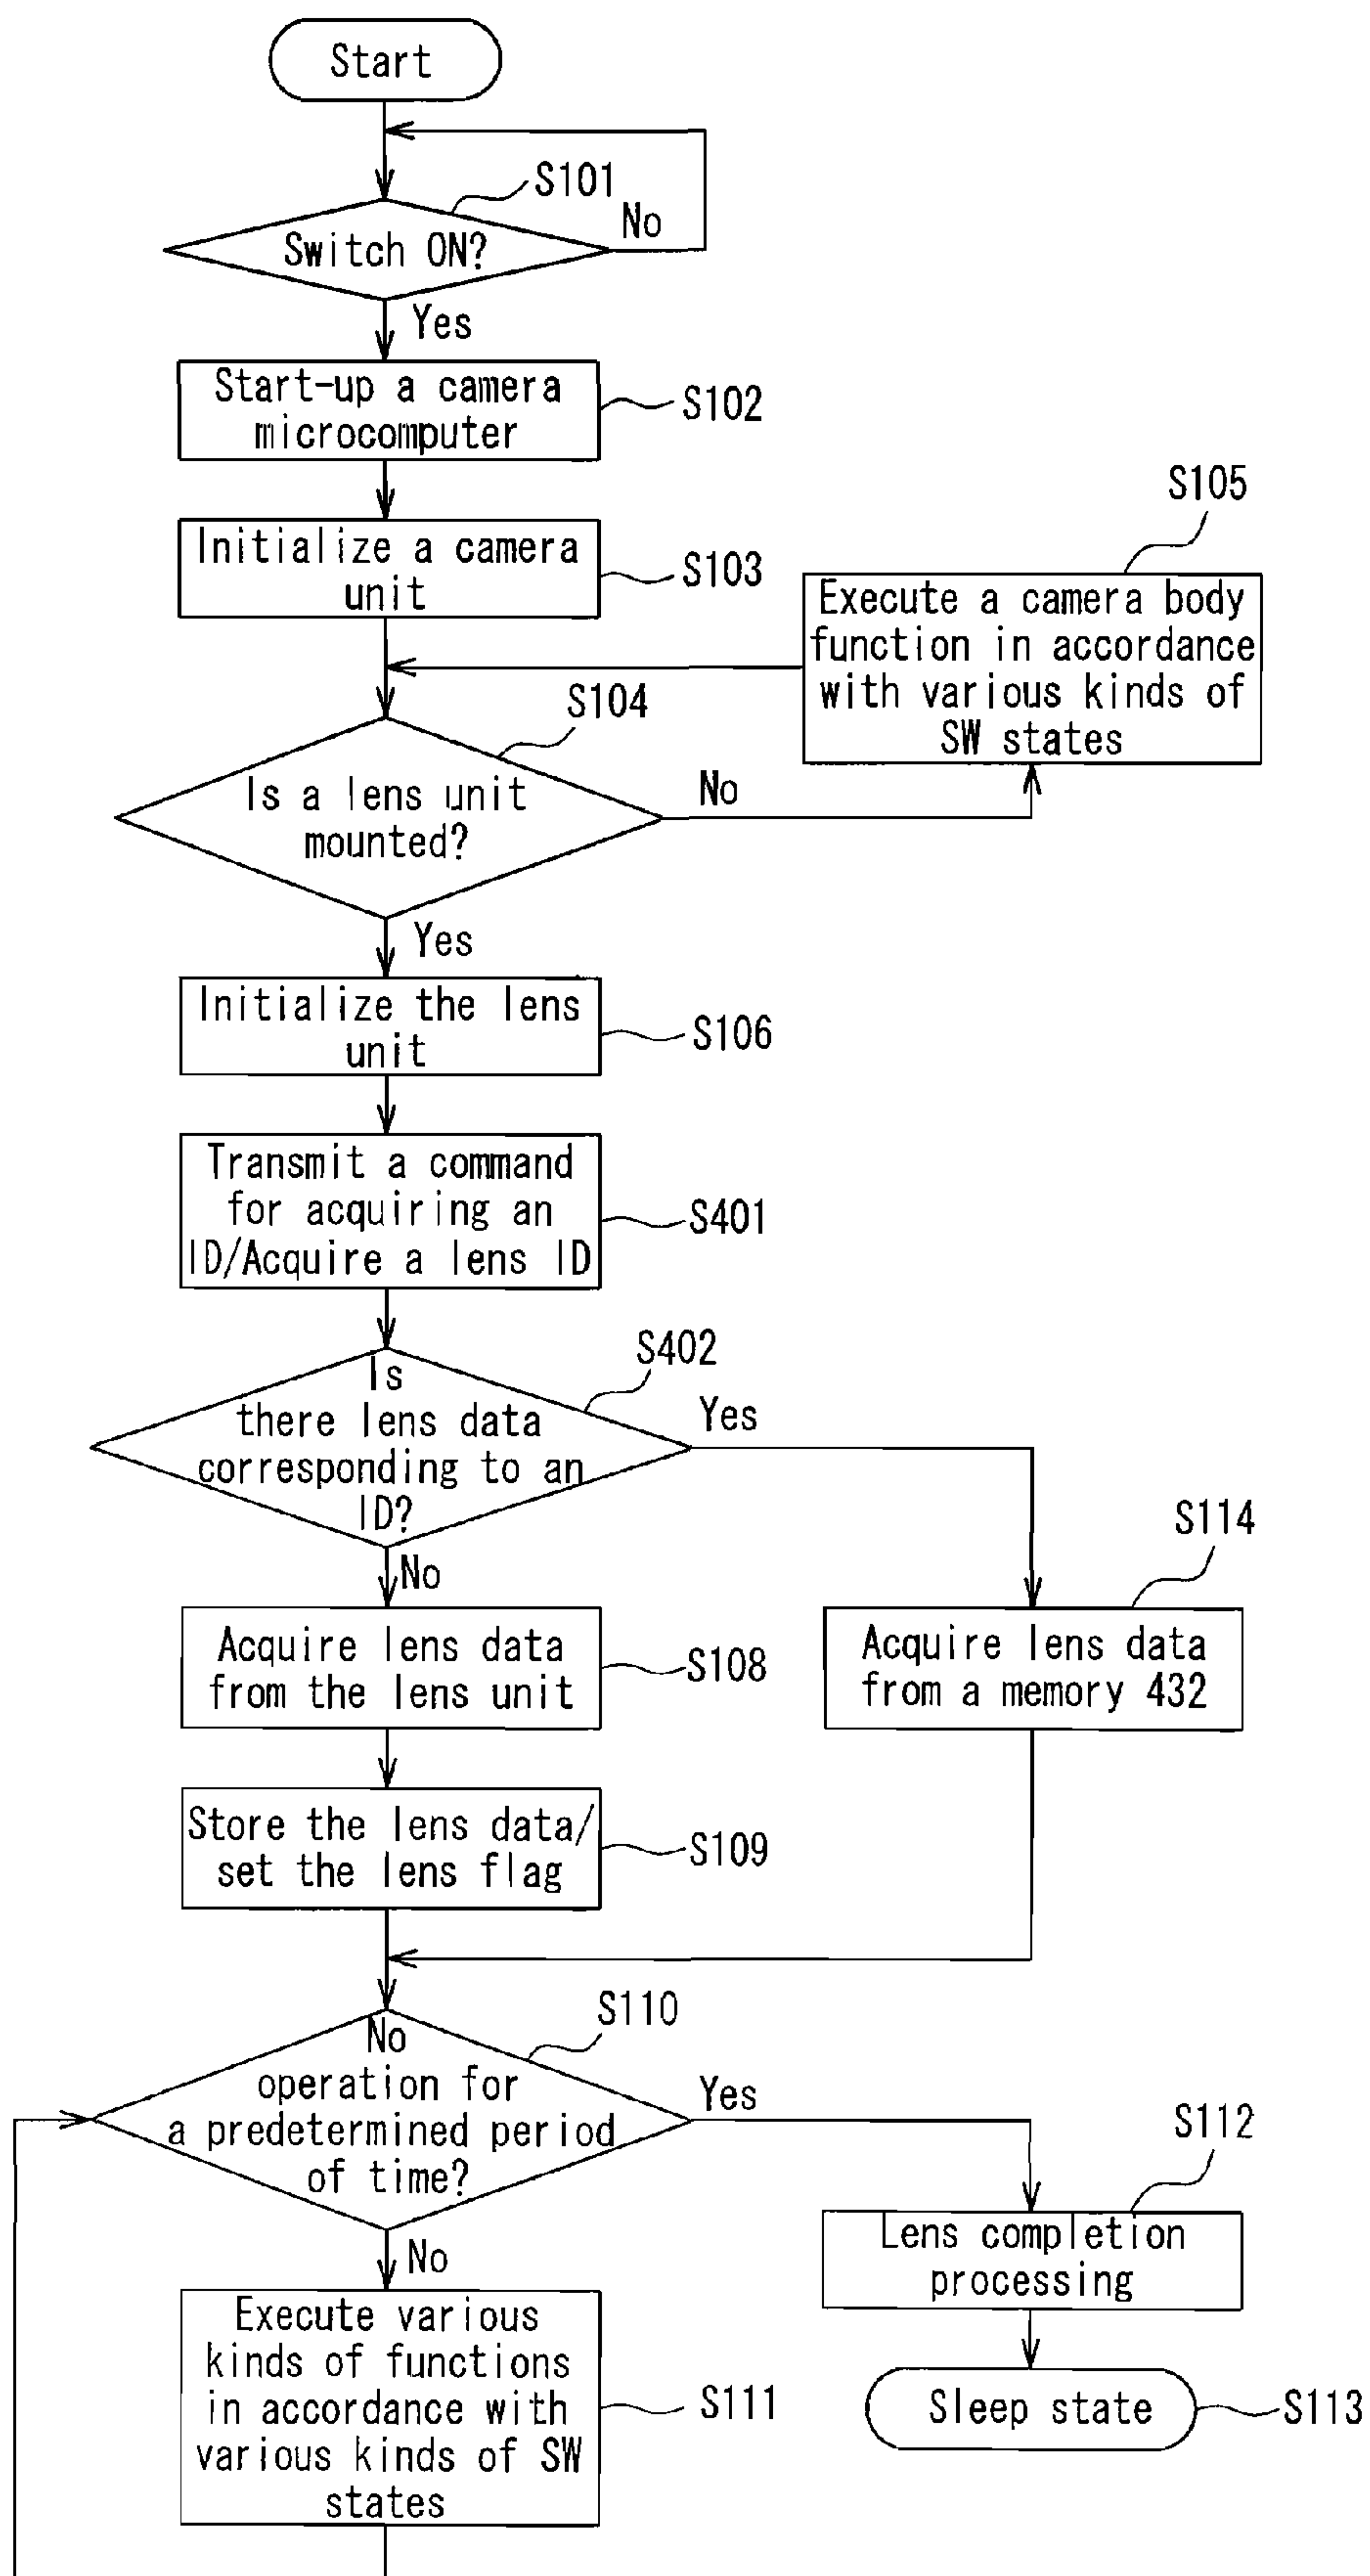 Start
S101
No
Switch ON?
Yes
Start-up a camera
microcomputer
S102
Initialize a camera
unit
S103
S105
Execute a camera body
function in accordance
with various kinds of
SW states
S104
Is a lens unit
mounted?
No
Yes
Initialize the lens
unit
S106
Transmit a command
for acquiring an
ID/Acquire a lens ID
S401
S402
Is
there lens data
corresponding to an
ID?
Yes
No
S114
Acquire lens data
from the lens unit
S108
Acquire lens data
from a memory 432
Store the lens data/
set the lens flag
S109
S110
No
operation for
a predetermined period
of time?
Yes
No
S112
Lens completion
processing
Execute various
kinds of functions
in accordance with
various kinds of SW
states
S111
Sleep state
S113